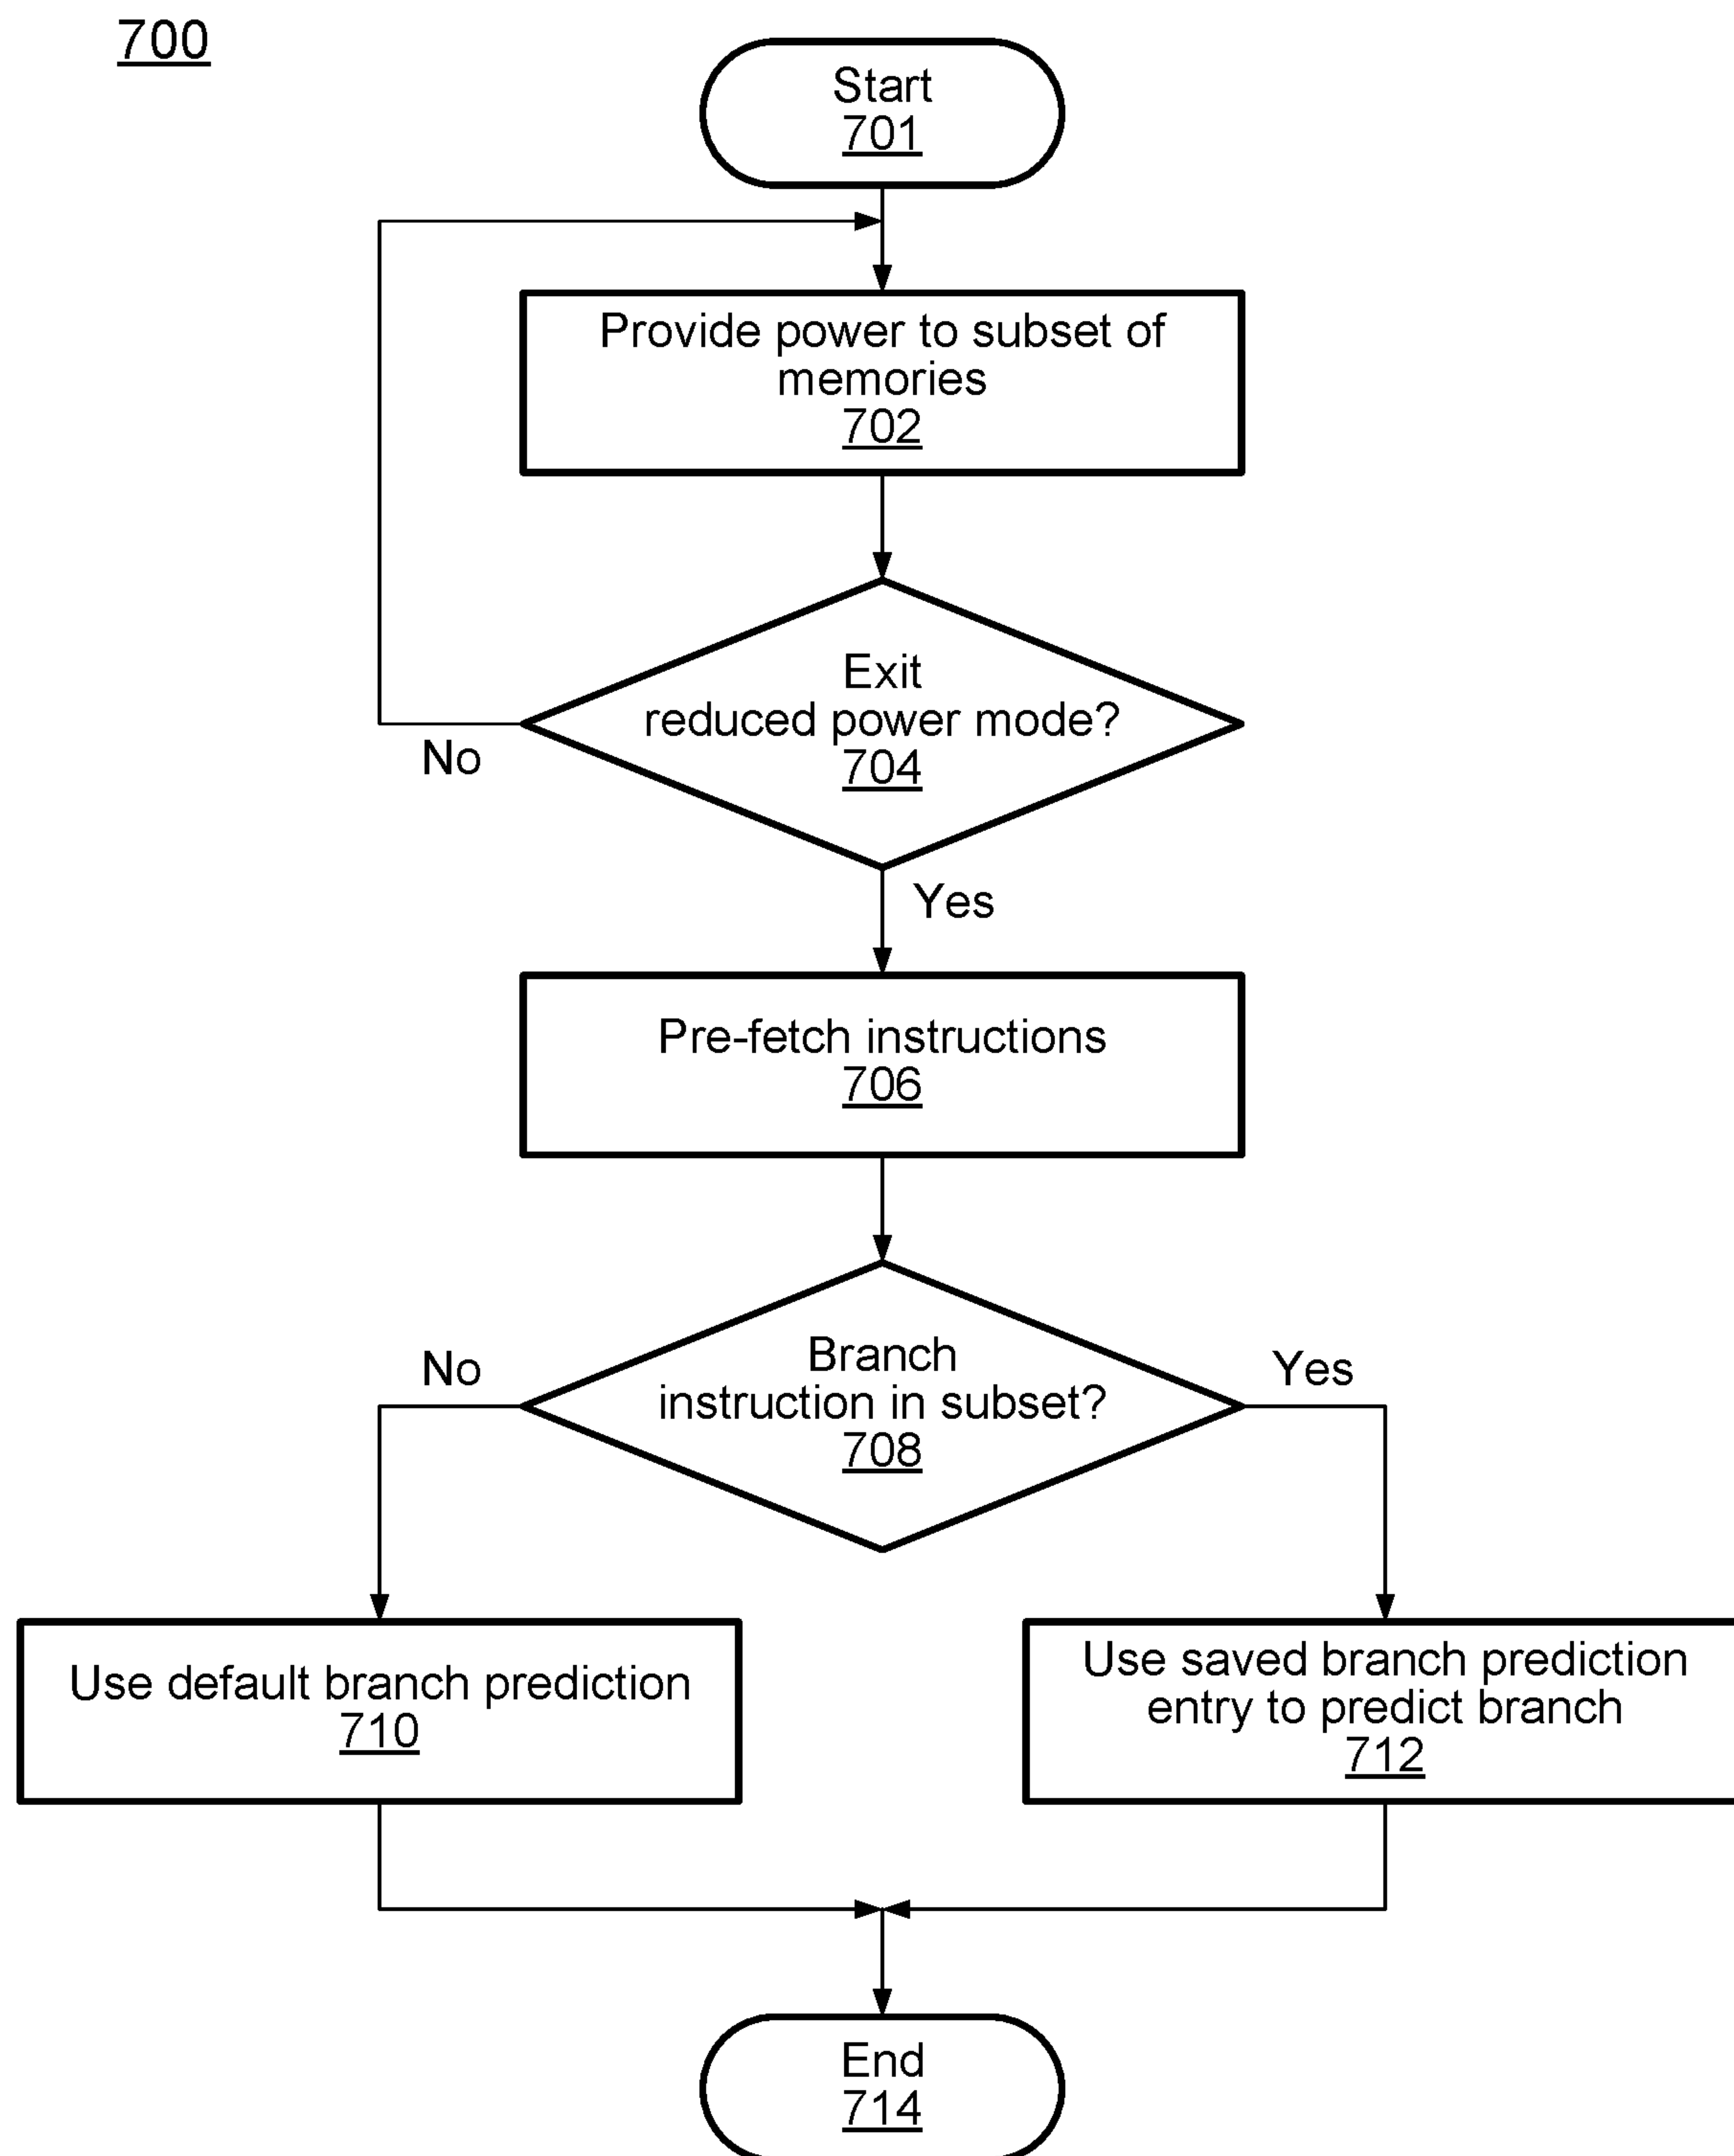 700
Start
701
Provide power to subset of
memories
702
Exit
reduced power mode?
704
No
Yes
Pre-fetch instructions
706
Branch
instruction in subset?
708
No
Yes
Use default branch prediction
710
Use saved branch prediction
entry to predict branch
712
End
714